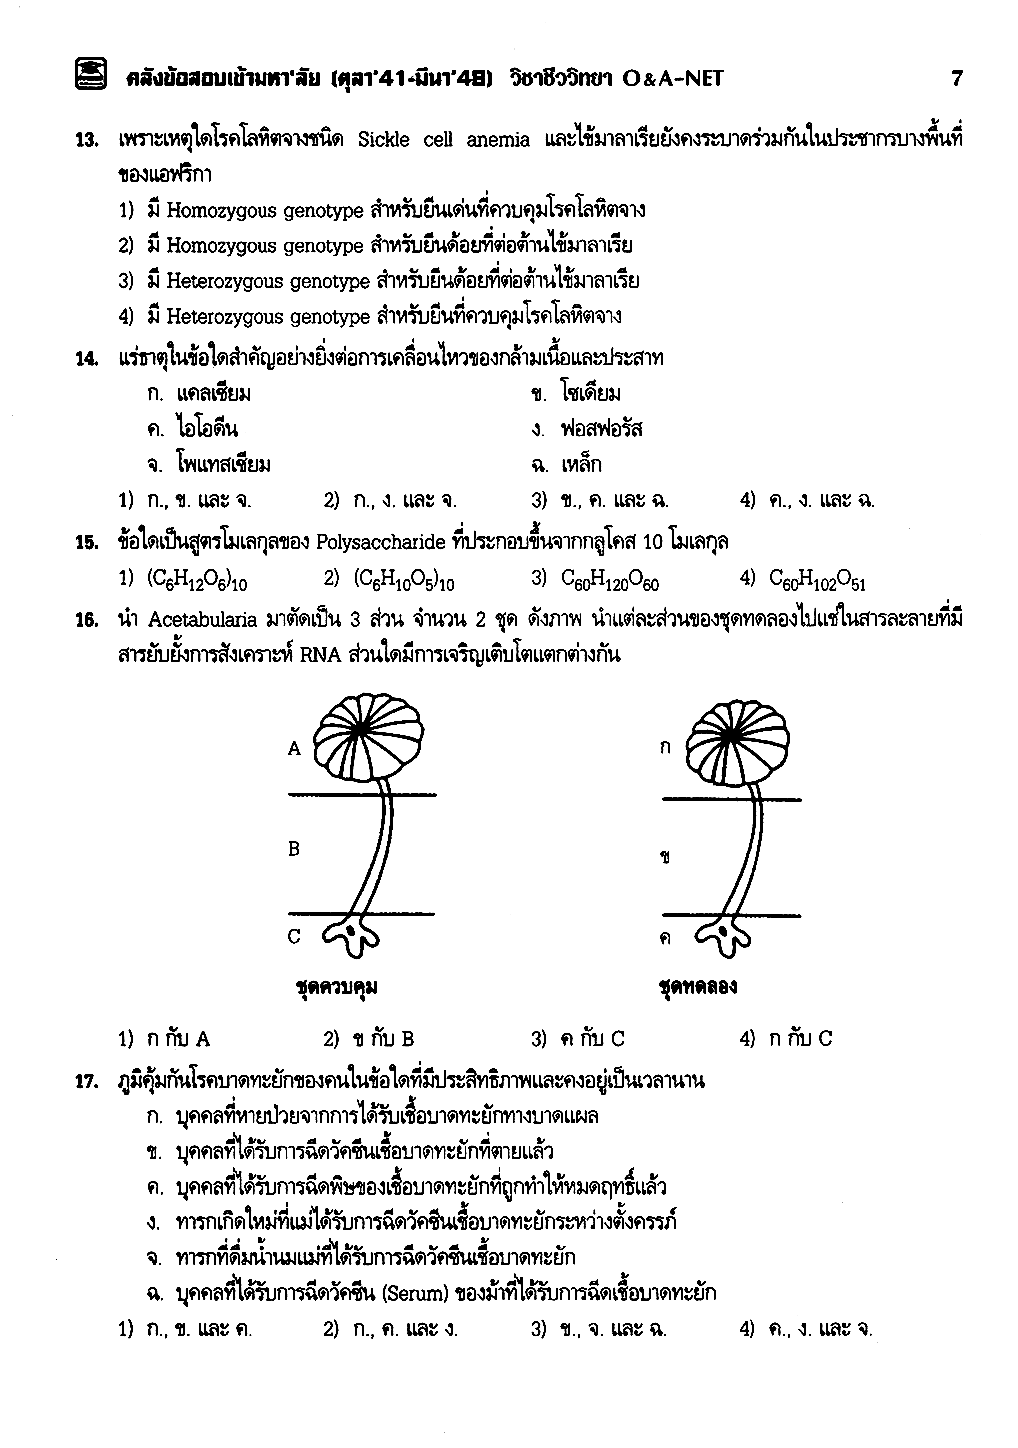 คลังข้อสอบเข้ามหา'ลัย (ตุลา'41-มีนา'48) วิชาชีววิทยา O & A-NET 7
13. เพราะเหตุใดโรคโลหิตจางชนิด Sickle cell anemia และไข้มาลาเรียยังคงระบาดร่วมกันในประชากรบางพื้นที่
ของแอฟริกา
1) มี Homozygous genotype สำหรับยีนเด่นที่ควบคุมโรคโลหิตจาง
2) มี Homozygous genotype สำหรับยีนด้อยที่ต่อต้านไข้มาลาเรีย
3) มี Heterozygous genotype สำหรับยีนด้อยที่ต่อต้านไข้มาลาเรีย
4) มี Heterozygous genotype สำหรับยีนที่ควบคุมโรคโลหิตจาง
14. แร่ธาตุในข้อใดสำคัญอย่างยิ่งต่อการเคลื่อนไหวของกล้ามเนื้อและประสาท
ก. แคลเซียม ข. โซเดียม
ค. ไอโอดีน ง. ฟอสฟอรัส
จ. โพแทสเซียม ฉ. เหล็ก
1) ก., ข. และ จ. 2) ก., ง. และ จ. 3) ข., ค. และ ฉ. 4) ค., ง. และ ฉ.
15. ข้อใดเป็นสูตรโมเลกุลของ Polysaccharide ที่ประกอบขึ้นจากกลูโคส 10 โมเลกุล
1) (C6H12O6)10 2) (C6H10O5)10 3) C60H120O60 4) C60H102O51
16. นำ Acetabularia มาตัดเป็น 3 ส่วน จำนวน 2 ชุด ดังภาพ นำแต่ละส่วนของชุดทดลองไปแช่ในสารละลายที่มี
สารยับยั้งการสังเคราะห์ RNA ส่วนใดมีการเจริญเติบโตแตกต่างกัน
A ก
B ข
C ค
ชุดควบคุม ชุดทดลอง
1) ก กับ A 2) ข กับ B 3) ค กับ C 4) ก กับ C
17. ภูมิคุ้มกันโรคบาดทะยักของคนในข้อใดที่มีประสิทธิภาพและคงอยู่เป็นเวลานาน
ก. บุคคลที่หายป่วยจากการได้รับเชื้อบาดทะยักทางบาดแผล
ข. บุคคลที่ได้รับการฉีดวัคซีนเชื้อบาดทะยักที่ตายแล้ว
ค. บุคคลที่ได้รับการฉีดพิษของเชื้อบาดทะยักที่ถูกทำให้หมดฤทธิ์แล้ว
ง. ทารกเกิดใหม่ที่แม่ได้รับการฉีดวัคซีนเชื้อบาดทะยักระหว่างตั้งครรภ์
จ. ทารกที่ดื่มน้ำนมแม่ที่ได้รับการฉีดวัคซีนเชื้อบาดทะยัก
ฉ. บุคคลที่ได้รับการฉีดวัคซีน (Serum) ของม้าที่ได้รับการฉีดเชื้อบาดทะยัก
1) ก., ข. และ ค. 2) ก., ค. และ ง. 3) ข., จ. และ ฉ. 4) ค., ง. และ จ.